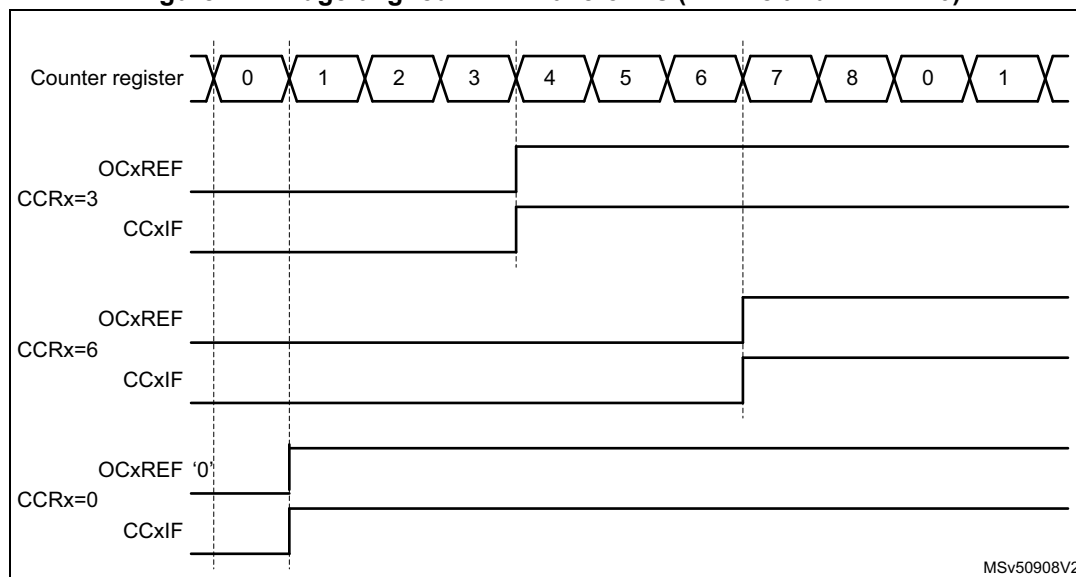 Counter register 0 1 2 3 4 5 6 7 8 0 1
OCxREF
CCRx=3
CCxIF
OCxREF
CCRx=6
CCxIF
OCxREF '0'
CCRx=0
CCxIF
MSv50908V2